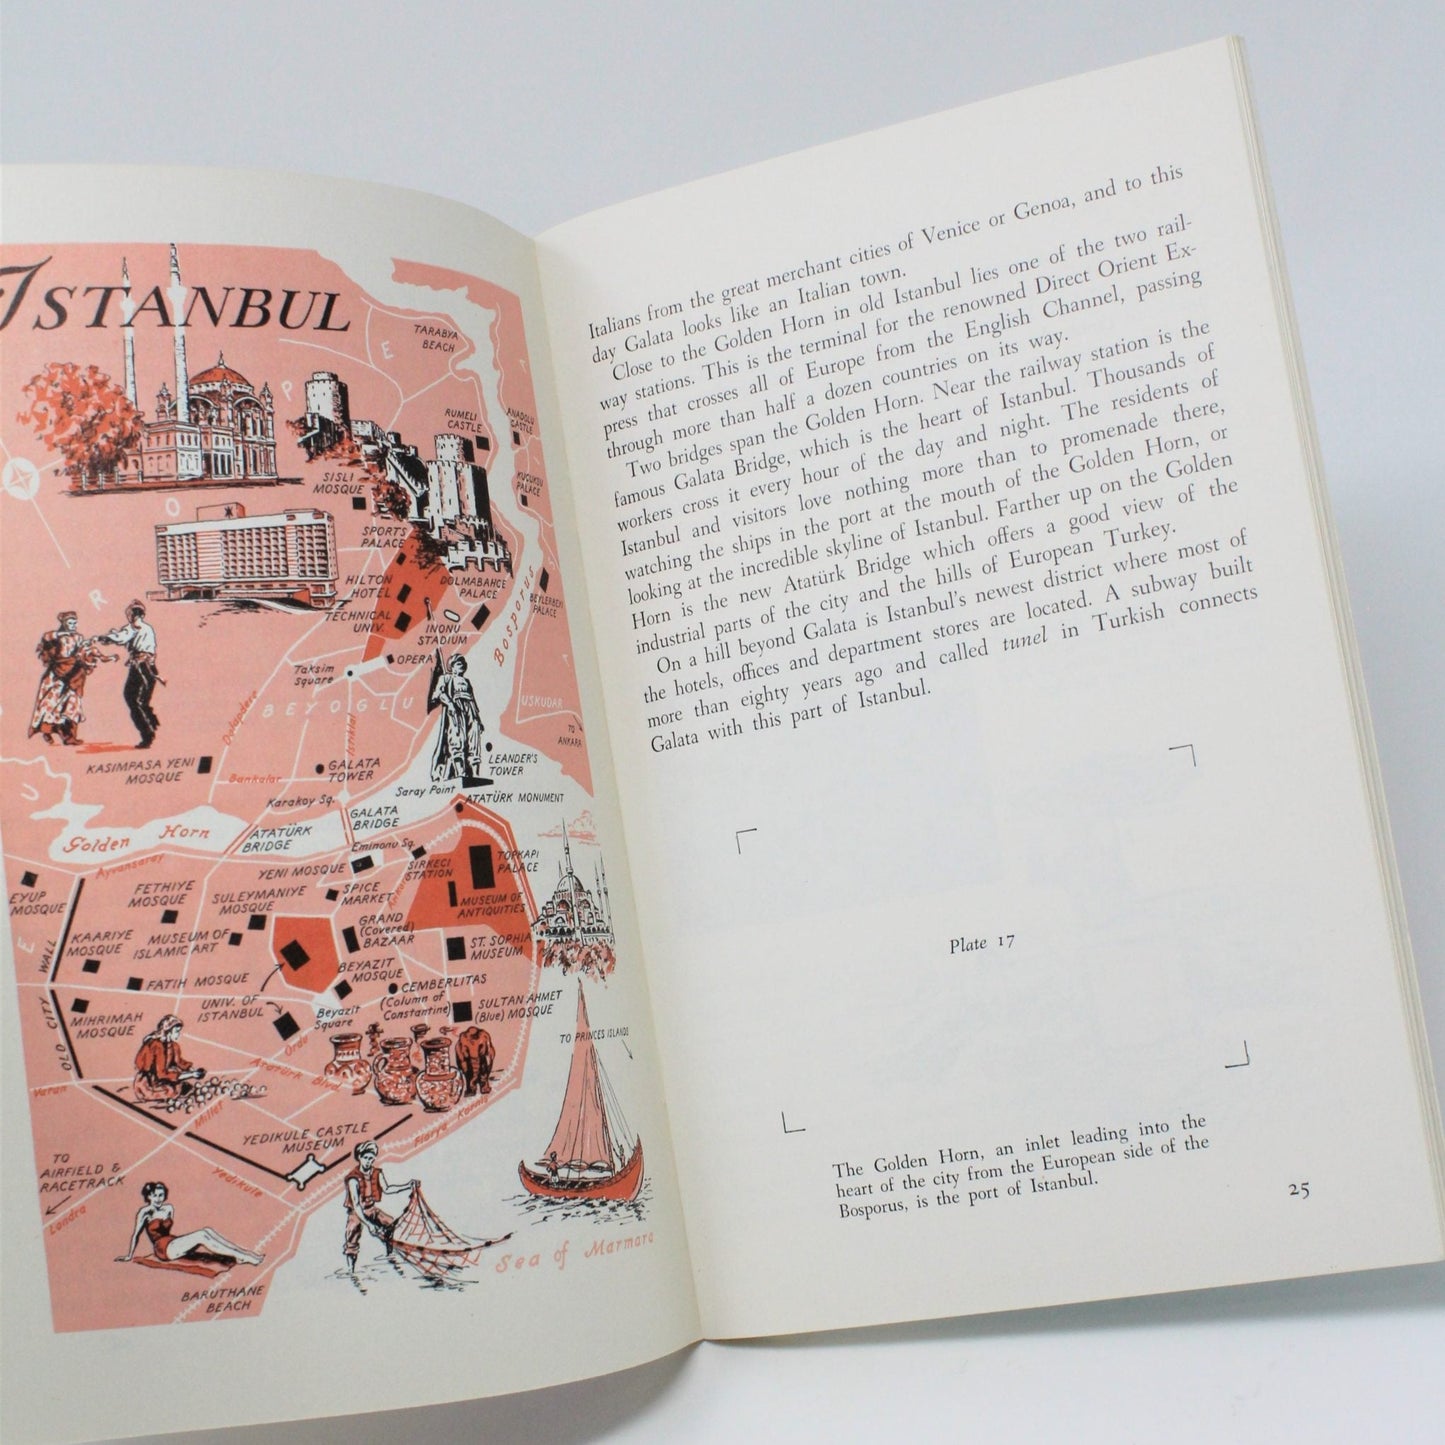 ISTANBUL
TARABYA
BEACH
E
P
O
R
U
E
RUMELI
CASTLE
ANADOLU
CASTLE
SISLI
MOSQUE
KUCUKSU
PALACE
SPORTS
PALACE
HILTON
HOTEL
DOLMABAHCE
PALACE
BEYLERBEYI
PALACE
Bosporus
TECHNICAL
UNIV.
INONU
STADIUM
OPERA
Taksim
Square
BEYOGLU
Istiklal
USKUDAR
TO
ANKARA
KASIMPASA YENI
MOSQUE
Bankalar
GALATA
TOWER
LEANDER'S
TOWER
Saray Point
ATATÜRK MONUMENT
Karakoy Sq.
GALATA
BRIDGE
ATATÜRK
BRIDGE
Golden Horn
Ayvansaray
Eminonu Sq.
YENI MOSQUE
SIRKECI
STATION
TOPKAPI
PALACE
EYUP
MOSQUE
FETHIYE
MOSQUE
SULEYMANIYE
MOSQUE
SPICE
MARKET
MUSEUM OF
ANTIQUITIES
KAARIYE
MOSQUE
MUSEUM OF
ISLAMIC ART
GRAND
(Covered)
BAZAAR
ST. SOPHIA
MUSEUM
OLD CITY WALL
FATIH MOSQUE
BEYAZIT
MOSQUE
CEMBERLITAS
(Column of
Constantine)
MIHRIMAH
MOSQUE
UNIV. OF
ISTANBUL
Beyazit
Square
SULTAN AHMET
(Blue) MOSQUE
TO PRINCES ISLANDS
Ordu
Atatürk Blvd
Vatan
Millet
YEDIKULE CASTLE
MUSEUM
TO
AIRFIELD &
RACETRACK
Londra
Yedikule
BARUTHANE
BEACH
Sea of Marmara
Italians from the great merchant cities of Venice or Genoa, and to this
day Galata looks like an Italian town.
Close to the Golden Horn in old Istanbul lies one of the two rail-
way stations. This is the terminal for the renowned Direct Orient Ex-
press that crosses all of Europe from the English Channel, passing
through more than half a dozen countries on its way.
Two bridges span the Golden Horn. Near the railway station is the
famous Galata Bridge, which is the heart of Istanbul. Thousands of
workers cross it every hour of the day and night. The residents of
Istanbul and visitors love nothing more than to promenade there,
watching the ships in the port at the mouth of the Golden Horn, or
looking at the incredible skyline of Istanbul. Farther up on the Golden
Horn is the new Atatürk Bridge which offers a good view of the
industrial parts of the city and the hills of European Turkey.
On a hill beyond Galata is Istanbul's newest district where most of
the hotels, offices and department stores are located. A subway built
more than eighty years ago and called tunel in Turkish connects
Galata with this part of Istanbul.
Plate 17
The Golden Horn, an inlet leading into the
heart of the city from the European side of the
Bosporus, is the port of Istanbul.
25